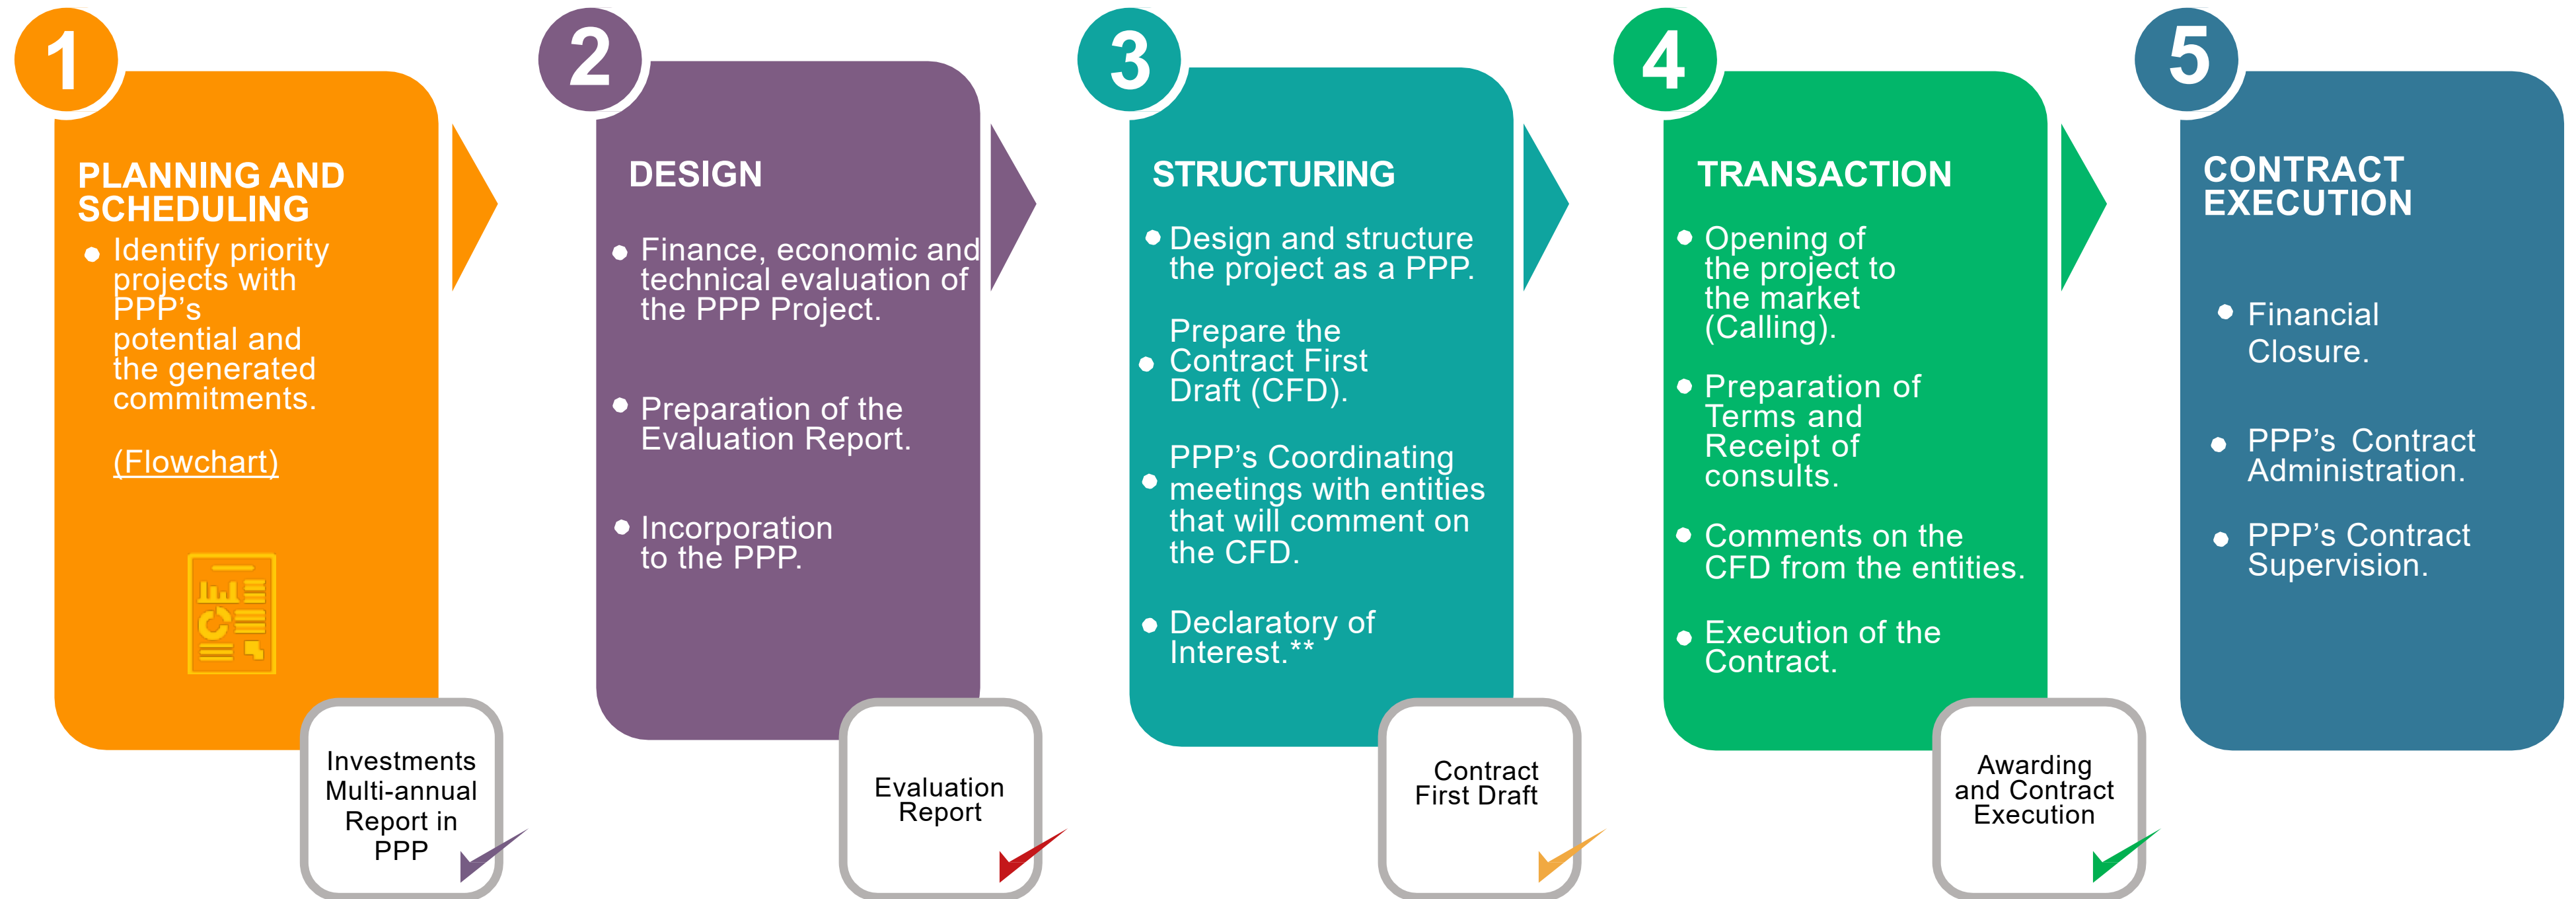 1
PLANNING AND
SCHEDULING
Identify priority
projects with
PPP’s
potential and
the generated
commitments.
(Flowchart)
Investments
Multi-annual
Report in
PPP
2
DESIGN
Finance, economic and
technical evaluation of
the PPP Project.
Preparation of the
Evaluation Report.
Incorporation
to the PPP.
Evaluation
Report
3
STRUCTURING
Design and structure
the project as a PPP.
Prepare the
Contract First
Draft (CFD).
PPP’s Coordinating
meetings with entities
that will comment on
the CFD.
Declaratory of
Interest.**
Contract
First Draft
4
TRANSACTION
Opening of
the project to
the market
(Calling).
Preparation of
Terms and
Receipt of
consults.
Comments on the
CFD from the entities.
Execution of the
Contract.
Awarding
and Contract
Execution
5
CONTRACT
EXECUTION
Financial
Closure.
PPP’s Contract
Administration.
PPP’s Contract
Supervision.